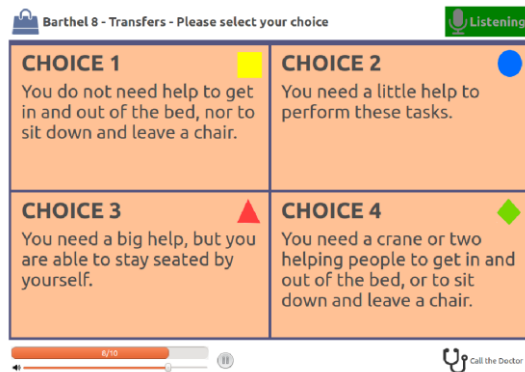 Barthel 8 - Transfers - Please select your choice
Listening
CHOICE 1
You do not need help to get
in and out of the bed, nor to
sit down and leave a chair.
CHOICE 2
You need a little help to
perform these tasks.
CHOICE 3
You need a big help, but you
are able to stay seated by
yourself.
CHOICE 4
You need a crane or two
helping people to get in and
out of the bed, or to sit
down and leave a chair.
8/10
Call the Doctor